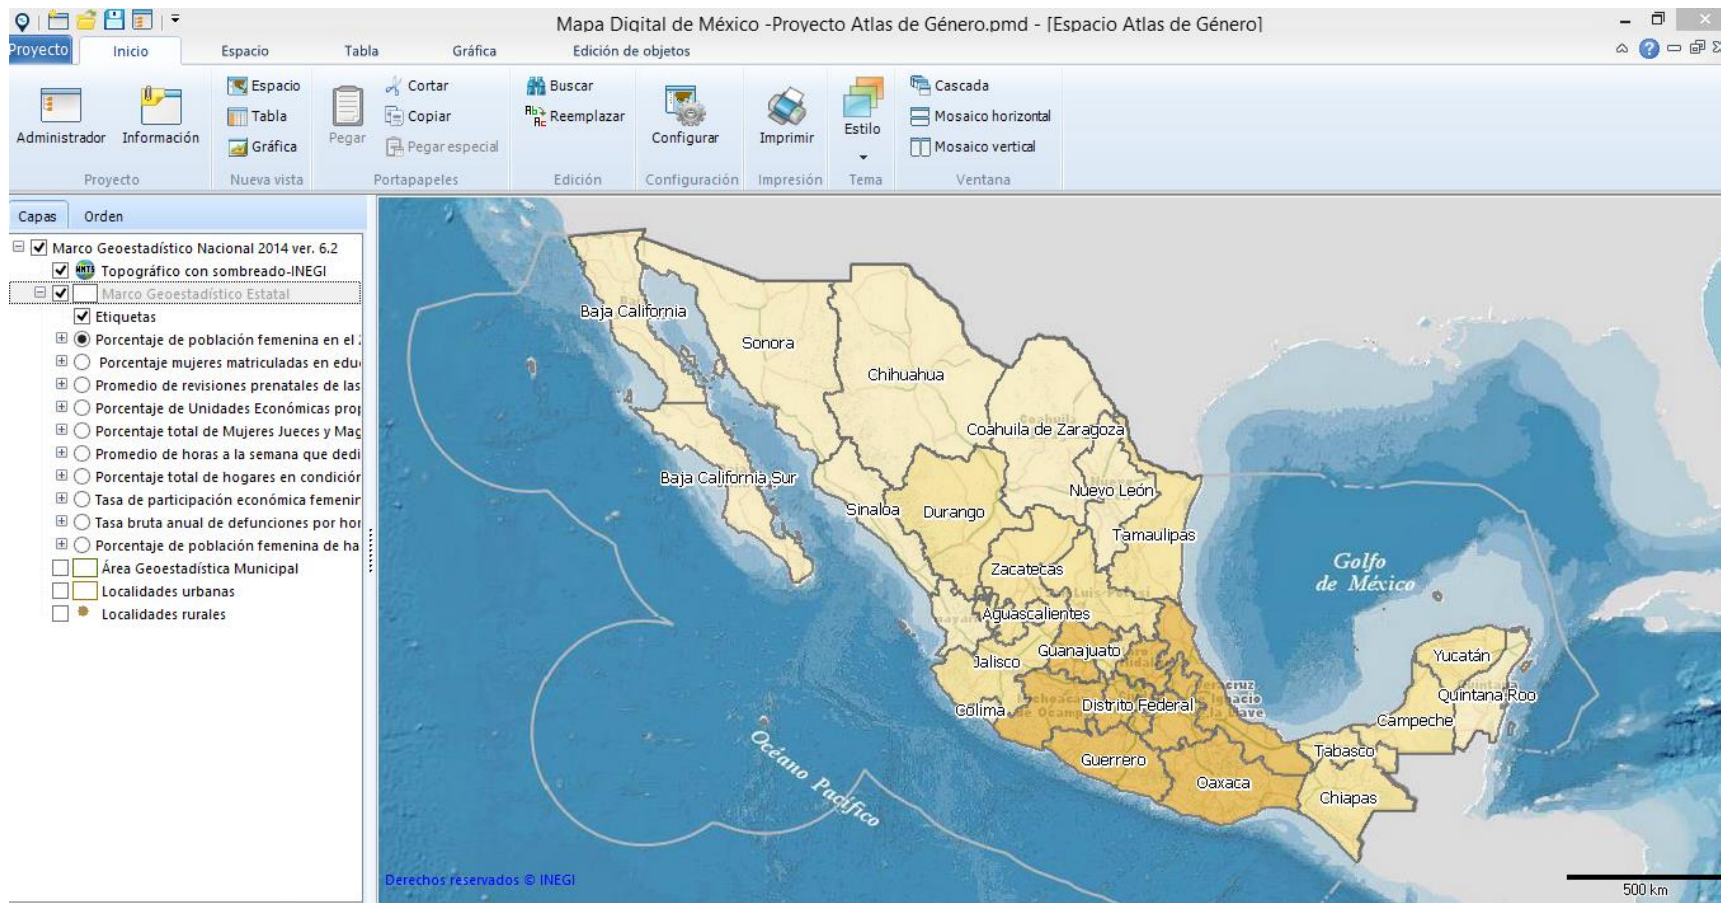 Mapa Digital de México -Proyecto Atlas de Género.pmd - [Espacio Atlas de Género]
Proyecto Inicio Espacio Tabla Gráfica Edición de objetos
Administrador
Información
Proyecto
Espacio
Tabla
Gráfica
Nueva vista
Pegar
Cortar
Copiar
Pegar especial
Portapapeles
Buscar
Reemplazar
Edición
Configurar
Configuración
Imprimir
Impresión
Estilo
Tema
Cascada
Mosaico horizontal
Mosaico vertical
Ventana
Capas Orden
Marco Geoestadístico Nacional 2014 ver. 6.2
Topográfico con sombreado-INEGI
Marco Geoestadístico Estatal
Etiquetas
Porcentaje de población femenina en el
Porcentaje mujeres matriculadas en edu
Promedio de revisiones prenatales de las
Porcentaje de Unidades Económicas prop
Porcentaje total de Mujeres Jueces y Mag
Promedio de horas a la semana que dedi
Porcentaje total de hogares en condición
Tasa de participación económica femenin
Tasa bruta anual de defunciones por hor
Porcentaje de población femenina de ha
Área Geoestadística Municipal
Localidades urbanas
Localidades rurales
Baja California
Sonora
Chihuahua
Coahuila de Zaragoza
Baja California Sur
Nuevo León
Sinaloa
Durango
Tamaulipas
Zacatecas
Golfo
de México
Aguascalientes
Guanajuato
Jalisco
Yucatán
Quintana Roo
Colima
Distrito Federal
Campeche
Tabasco
Guerrero
Oaxaca
Chiapas
Océano Pacífico
Derechos reservados © INEGI
500 km